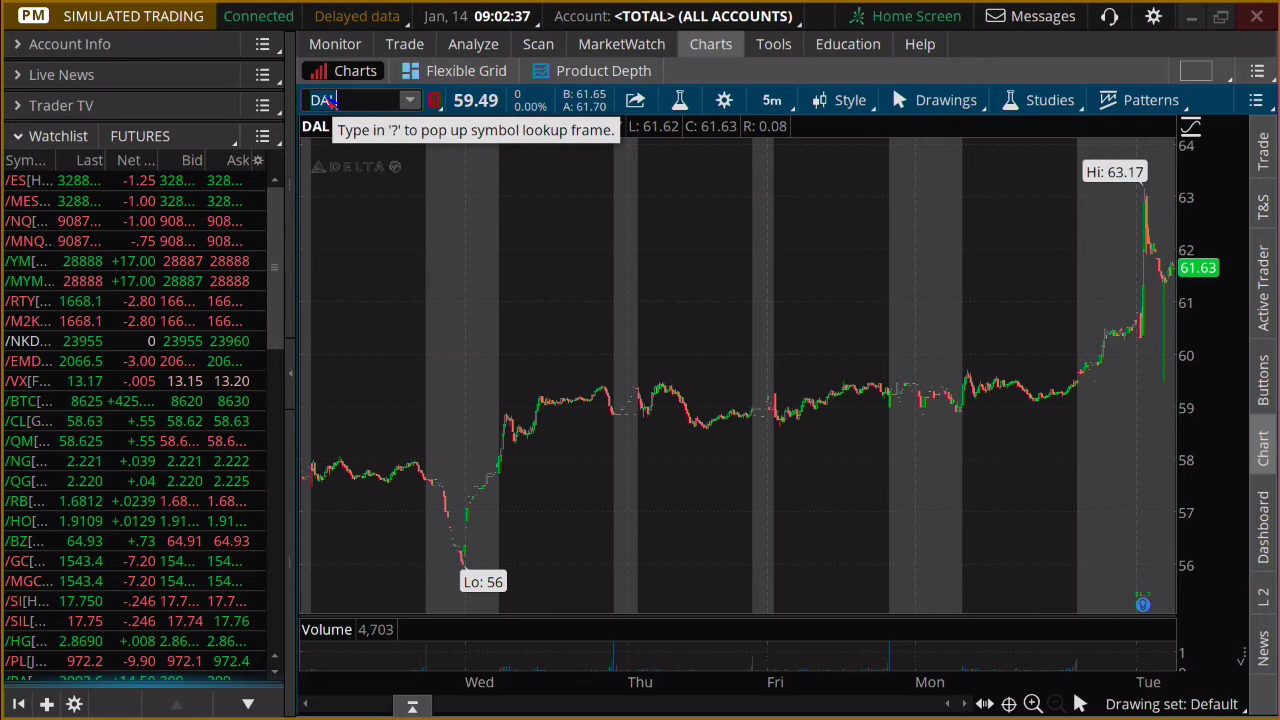 PM SIMULATED TRADING Connected Delayed data Jan, 14 09:02:37 Account: <TOTAL> (ALL ACCOUNTS) Home Screen Messages
Account Info
Live News
Trader TV
Watchlist FUTURES
Sym... Last Net ... Bid Ask
/ES[H... 3288... -1.25 328... 328...
/MES... 3288... -1.00 328... 328...
/NQ[... 9087... -1.00 908... 908...
/MNQ... 9087... -.75 908... 908...
/YM[... 28888 +17.00 28887 28888
/MYM... 28888 +17.00 28887 28888
/RTY[... 1668.1 -2.80 166... 166...
/M2K... 1668.1 -2.80 166... 166...
/NKD... 23955 0 23955 23960
/EMD... 2066.5 -3.00 206... 206...
/VX[F... 13.17 -.005 13.15 13.20
/BTC[... 8625 +425.... 8620 8630
/CL[G... 58.63 +.55 58.62 58.63
/QM[... 58.625 +.55 58.6... 58.6...
/NG[... 2.221 +.039 2.221 2.222
/QG[... 2.220 +.04 2.220 2.225
/RB[... 1.6812 +.0239 1.68... 1.68...
/HO[... 1.9109 +.0129 1.91... 1.91...
/BZ[... 64.93 +.73 64.91 64.93
/GC[... 1543.4 -7.20 154... 154...
/MGC... 1543.4 -7.20 154... 154...
/SI[H... 17.750 -.246 17.7... 17.7...
/SIL[... 17.75 -.246 17.74 17.76
/HG[... 2.8690 +.008 2.86... 2.86...
/PL[J... 972.2 -9.90 972.1 972.4
Monitor Trade Analyze Scan MarketWatch Charts Tools Education Help
Charts Flexible Grid Product Depth
DAL 59.49 0 0.00% B: 61.65 A: 61.70 5m Style Drawings Studies Patterns
Type in '?' to pop up symbol lookup frame.
DAL L: 61.62 C: 61.63 R: 0.08
DELTA
Hi: 63.17
Lo: 56
64
63
62
61.63
61
60
59
58
57
56
Volume 4,703
1
Wed Thu Fri Mon Tue
Drawing set: Default
Trade
T&S
Active Trader
Buttons
Chart
Dashboard
L 2
News